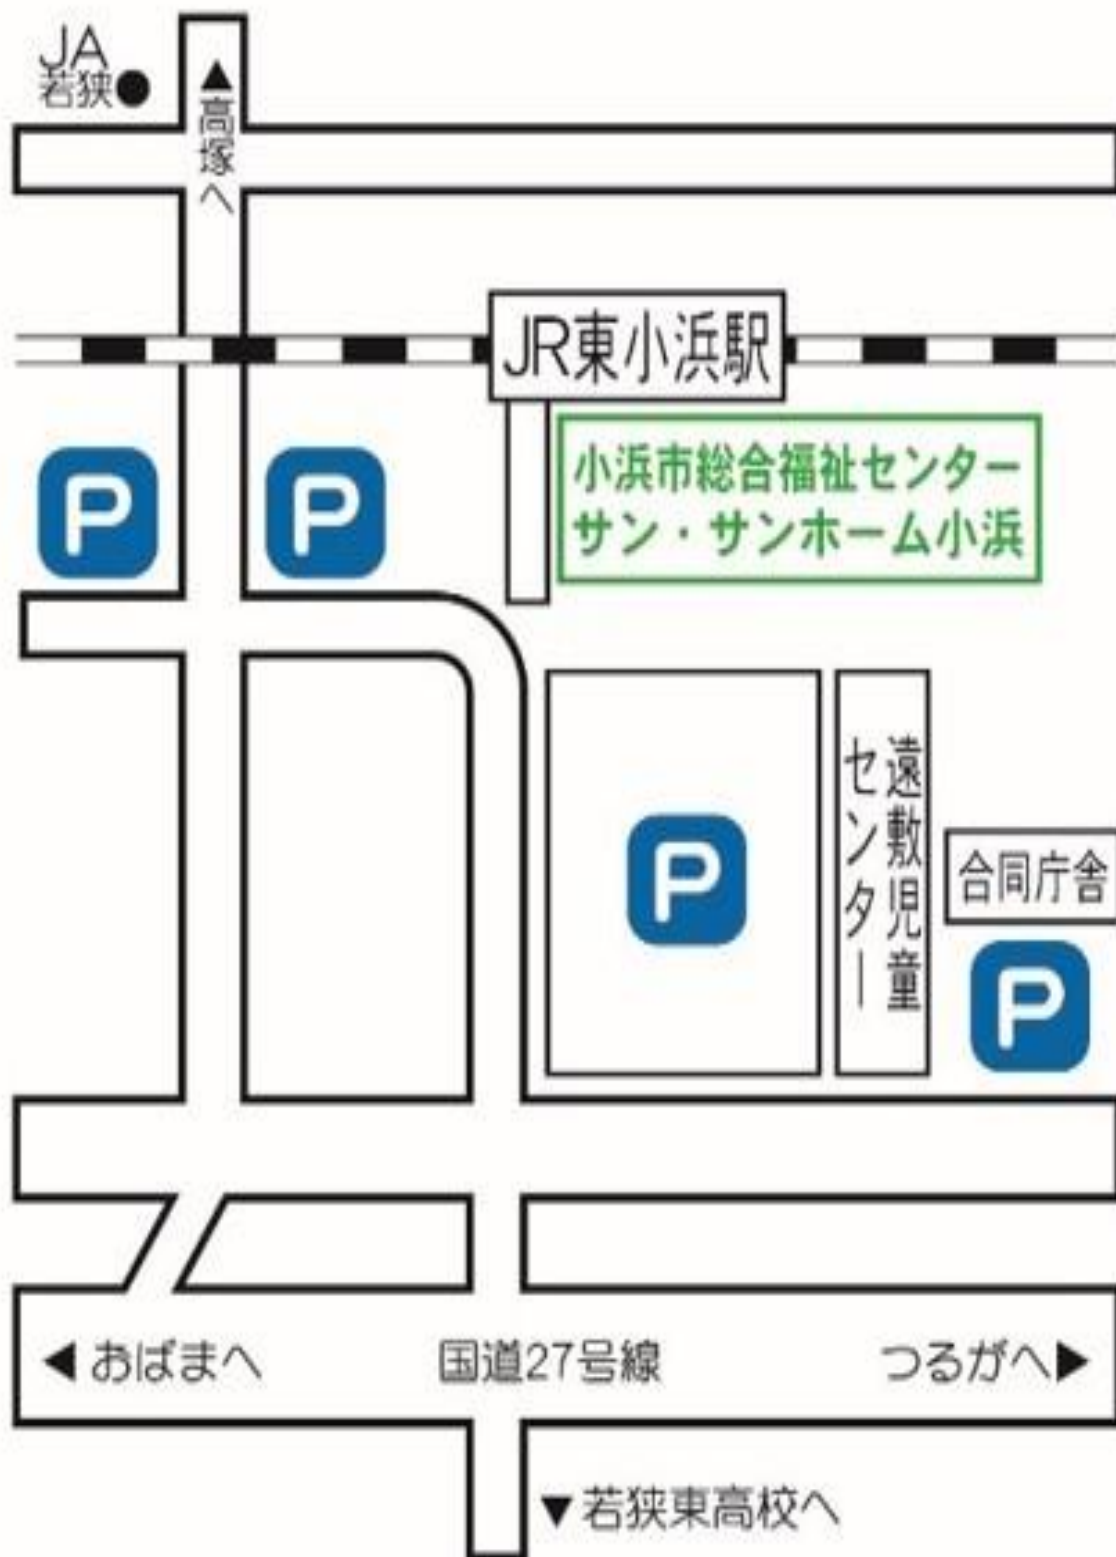 JA
若狭
▲高塚へ
JR東小浜駅
小浜市総合福祉センター
サン・サンホーム小浜
P
P
P
遠敷児童
センター
合同庁舎
P
◀おばまへ
国道27号線
つるがへ▶
▼若狭東高校へ